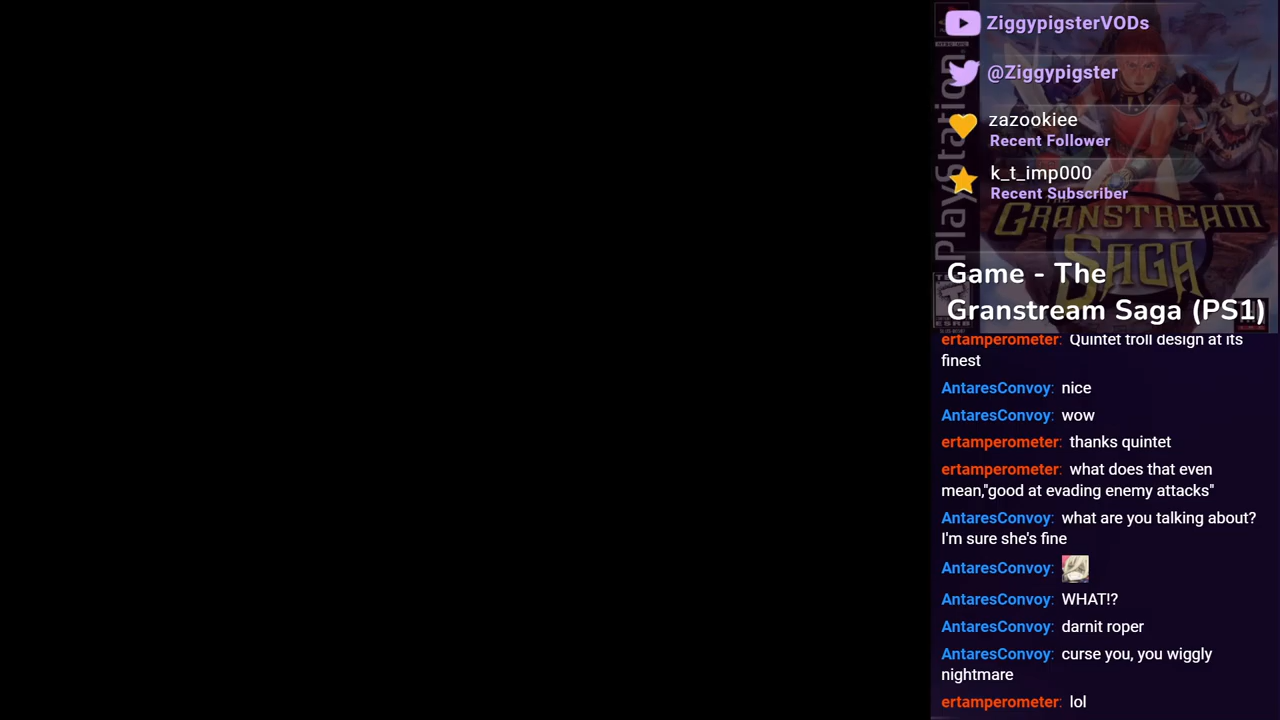 ZiggypigsterVODs
@Ziggypigster
zazookiee
Recent Follower
k_t_imp000
Recent Subscriber
PlayStation
GRANSTREAM
SAGA
Game - The
Granstream Saga (PS1)
ertamperometer: Quintet troll design at its
finest
AntaresConvoy: nice
AntaresConvoy: wow
ertamperometer: thanks quintet
ertamperometer: what does that even
mean,"good at evading enemy attacks"
AntaresConvoy: what are you talking about?
I'm sure she's fine
AntaresConvoy:
AntaresConvoy: WHAT!?
AntaresConvoy: darnit roper
AntaresConvoy: curse you, you wiggly
nightmare
ertamperometer: lol